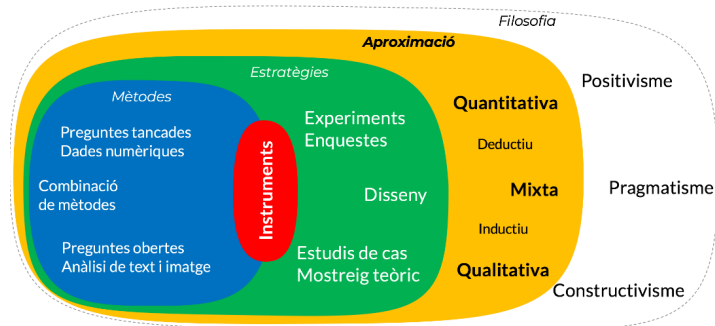 Filosofia
Aproximació
Estratègies
Mètodes
Preguntes tancades
Dades numèriques
Combinació
de mètodes
Preguntes obertes
Anàlisi de text i imatge
Instruments
Experiments
Enquestes
Disseny
Estudis de cas
Mostreig teòric
Quantitativa
Deductiu
Mixta
Inductiu
Qualitativa
Positivisme
Pragmatisme
Constructivisme